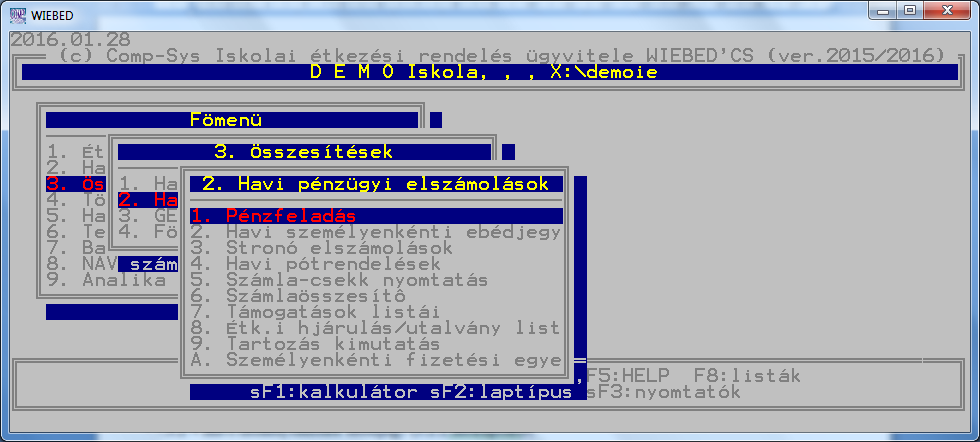 WIEBED
2016.01.28
(c) Comp-Sys Iskolai étkezési rendelés ügyvitele WIEBED'CS (ver.2015/2016)
D E M O Iskola, , , X:\demoie
Fömenü
3. Összesítések
1. Ét
2. Ha
3. Ös
4. Tö
5. Ha
6. Te
7. Ba
8. NAV szám
9. Analika
1. Ha
2. Ha
3. GE
4. Fö
2. Havi pénzügyi elszámolások
1. Pénzfeladás
2. Havi személyenkénti ebédjegy
3. Stronó elszámolások
4. Havi pótrendelések
5. Számla-csekk nyomtatás
6. Számlaösszesítô
7. Támogatások listái
8. Étk.i hjárulás/utalvány list
9. Tartozás kimutatás
A. Személyenkénti fizetési egye
,F5:HELP F8:listák
sF1:kalkulátor sF2:laptípus sF3:nyomtatók